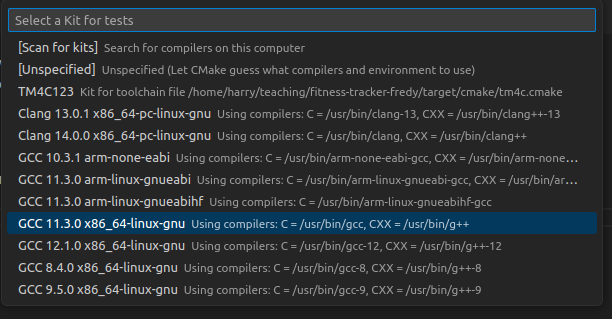 Select a Kit for tests
[Scan for kits] Search for compilers on this computer
[Unspecified] Unspecified (Let CMake guess what compilers and environment to use)
TM4C123 Kit for toolchain file /home/harry/teaching/fitness-tracker-fredy/target/cmake/tm4c.cmake
Clang 13.0.1 x86_64-pc-linux-gnu Using compilers: C = /usr/bin/clang-13, CXX = /usr/bin/clang++-13
Clang 14.0.0 x86_64-pc-linux-gnu Using compilers: C = /usr/bin/clang, CXX = /usr/bin/clang++
GCC 10.3.1 arm-none-eabi Using compilers: C = /usr/bin/arm-none-eabi-gcc, CXX = /usr/bin/arm-none...
GCC 11.3.0 arm-linux-gnueabi Using compilers: C = /usr/bin/arm-linux-gnueabi-gcc, CXX = /usr/bin/ar...
GCC 11.3.0 arm-linux-gnueabihf Using compilers: C = /usr/bin/arm-linux-gnueabihf-gcc
GCC 11.3.0 x86_64-linux-gnu Using compilers: C = /usr/bin/gcc, CXX = /usr/bin/g++
GCC 12.1.0 x86_64-linux-gnu Using compilers: C = /usr/bin/gcc-12, CXX = /usr/bin/g++-12
GCC 8.4.0 x86_64-linux-gnu Using compilers: C = /usr/bin/gcc-8, CXX = /usr/bin/g++-8
GCC 9.5.0 x86_64-linux-gnu Using compilers: C = /usr/bin/gcc-9, CXX = /usr/bin/g++-9